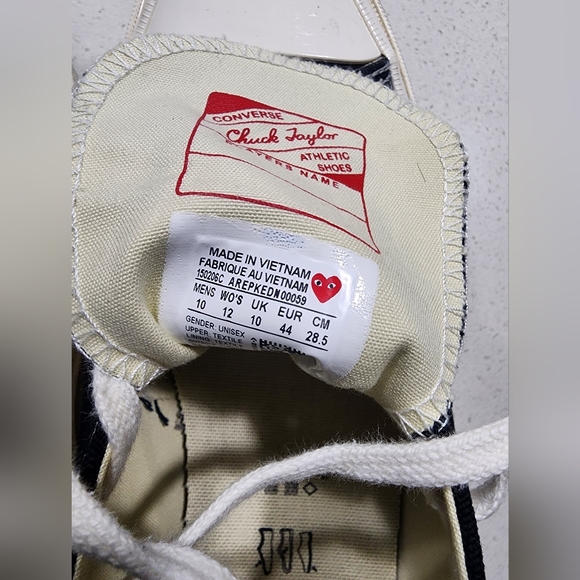 CONVERSE
Chuck Taylor
ATHLETIC
SHOES
PLAYERS NAME
MADE IN VIETNAM
FABRIQUE AU VIETNAM
150206C AREPKEDN00059
MENS WO'S UK EUR CM
10 12 10 44 28.5
GENDER: UNISEX
UPPER: TEXTILE
LINING: TEXTILE